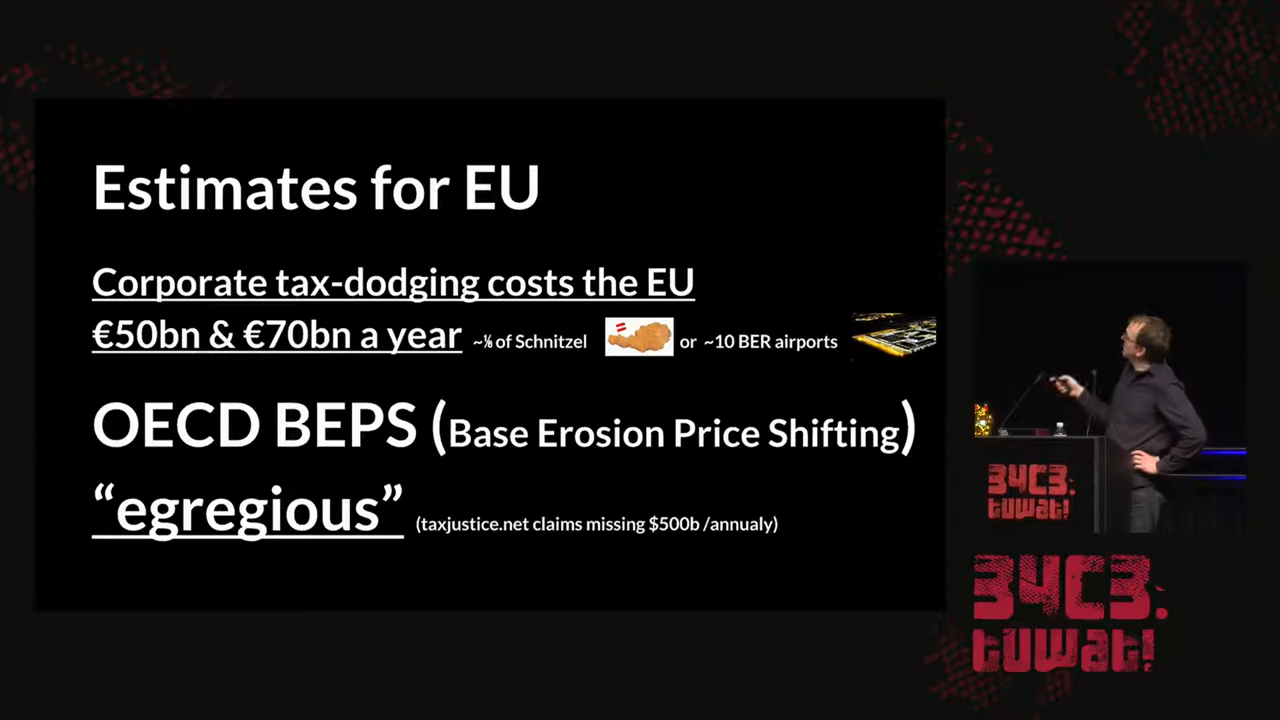 Estimates for EU
Corporate tax-dodging costs the EU
€50bn & €70bn a year ~⅙ of Schnitzel or ~10 BER airports
OECD BEPS (Base Erosion Price Shifting)
“egregious” (taxjustice.net claims missing $500b /annualy)
34C3.
tuwat!
34C3.
tuwat!